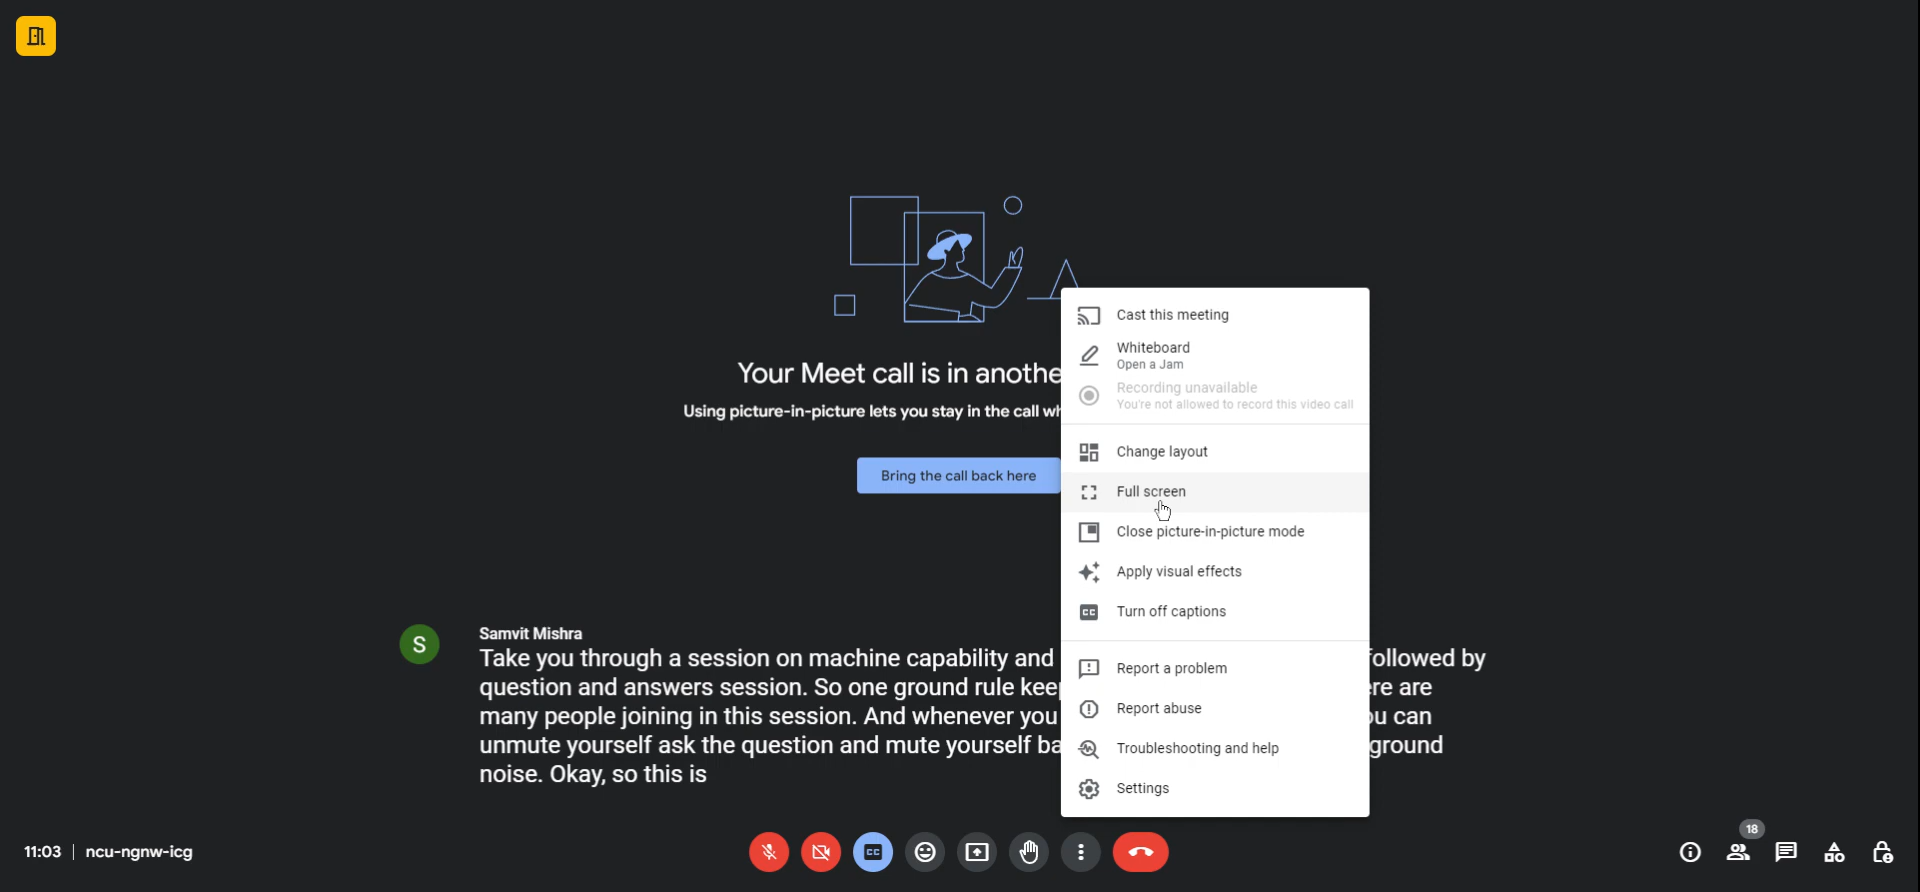 Your Meet call is in anothe
Using picture-in-picture lets you stay in the call wh
Bring the call back here
Cast this meeting
Whiteboard
Open a Jam
Recording unavailable
You're not allowed to record this video call
Change layout
Full screen
Close picture-in-picture mode
Apply visual effects
Turn off captions
Report a problem
Report abuse
Troubleshooting and help
Settings
S
Samvit Mishra
Take you through a session on machine capability and followed by
question and answers session. So one ground rule kee ere are
many people joining in this session. And whenever you ou can
unmute yourself ask the question and mute yourself ba ground
noise. Okay, so this is
11:03 | ncu-ngnw-icg
CC
18